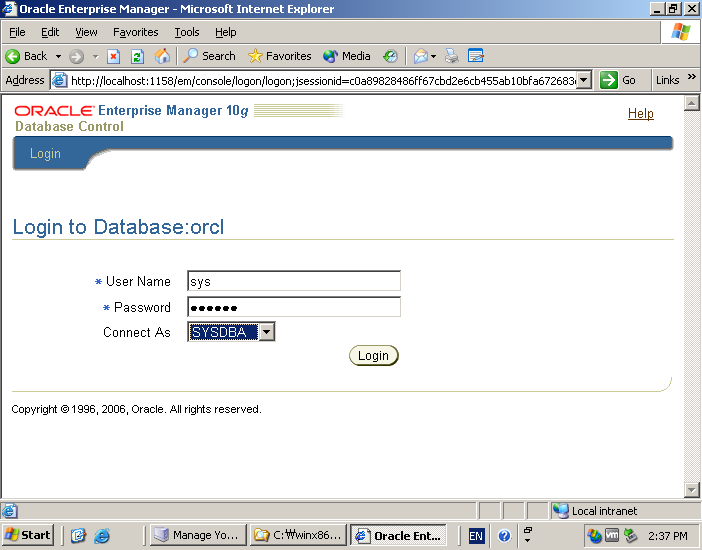 Oracle Enterprise Manager - Microsoft Internet Explorer
File Edit View Favorites Tools Help
Back Search Favorites Media
Address http://localhost:1158/em/console/logon/logon;jsessionid=c0a89828486ff67cbd2e6cb455ab10bfa672683 Go Links »
ORACLE Enterprise Manager 10g
Database Control
Help
Login
Login to Database:orcl
* User Name sys
* Password ●●●●●●
Connect As SYSDBA
Login
Copyright © 1996, 2006, Oracle. All rights reserved.
Local intranet
Start Manage Yo... C:₩winx86... Oracle Ent... EN ? vm 2:37 PM